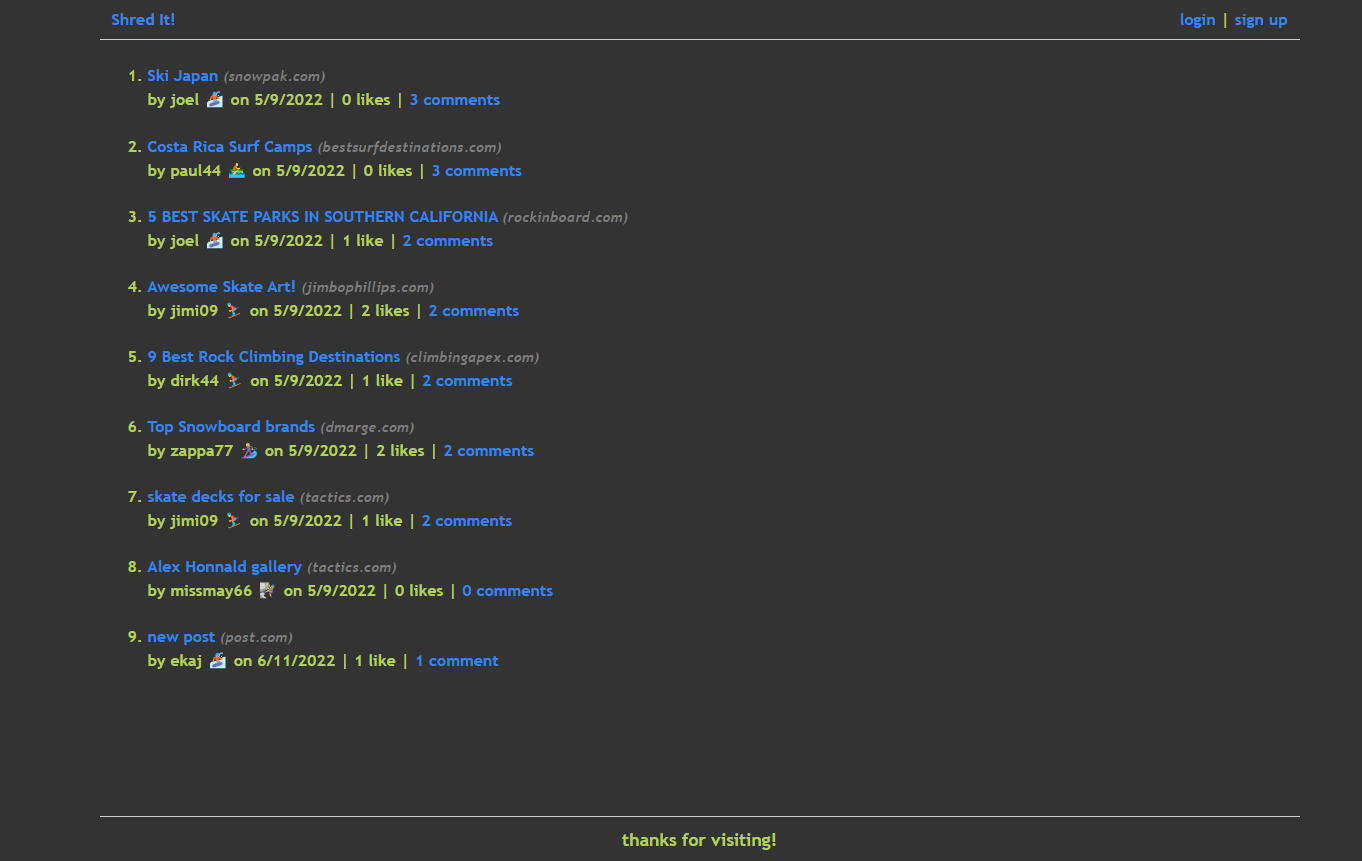 Shred It!
login | sign up
1. Ski Japan (snowpak.com)
by joel 🏂 on 5/9/2022 | 0 likes | 3 comments
2. Costa Rica Surf Camps (bestsurfdestinations.com)
by paul44 🏄 on 5/9/2022 | 0 likes | 3 comments
3. 5 BEST SKATE PARKS IN SOUTHERN CALIFORNIA (rockinboard.com)
by joel 🏂 on 5/9/2022 | 1 like | 2 comments
4. Awesome Skate Art! (jimbophillips.com)
by jimi09 ⛷ on 5/9/2022 | 2 likes | 2 comments
5. 9 Best Rock Climbing Destinations (climbingapex.com)
by dirk44 ⛷ on 5/9/2022 | 1 like | 2 comments
6. Top Snowboard brands (dmarge.com)
by zappa77 🏄‍♀️ on 5/9/2022 | 2 likes | 2 comments
7. skate decks for sale (tactics.com)
by jimi09 ⛷ on 5/9/2022 | 1 like | 2 comments
8. Alex Honnald gallery (tactics.com)
by missmay66 🧗 on 5/9/2022 | 0 likes | 0 comments
9. new post (post.com)
by ekaj 🏂 on 6/11/2022 | 1 like | 1 comment
thanks for visiting!